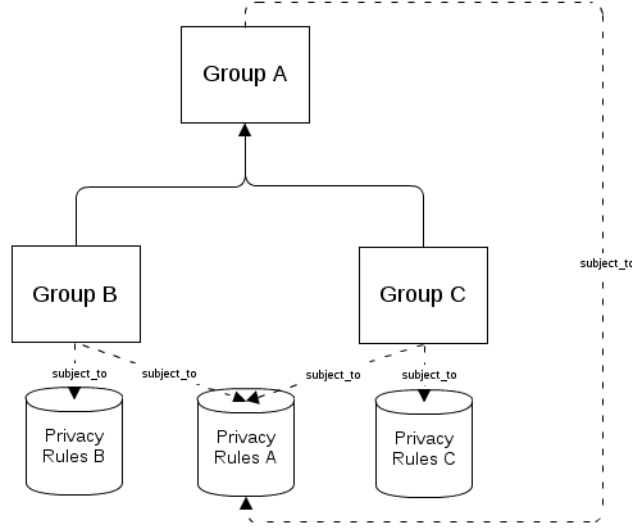 Group A
subject_to
Group B
Group C
subject_to
subject_to
subject_to
subject_to
Privacy
Rules B
Privacy
Rules A
Privacy
Rules C